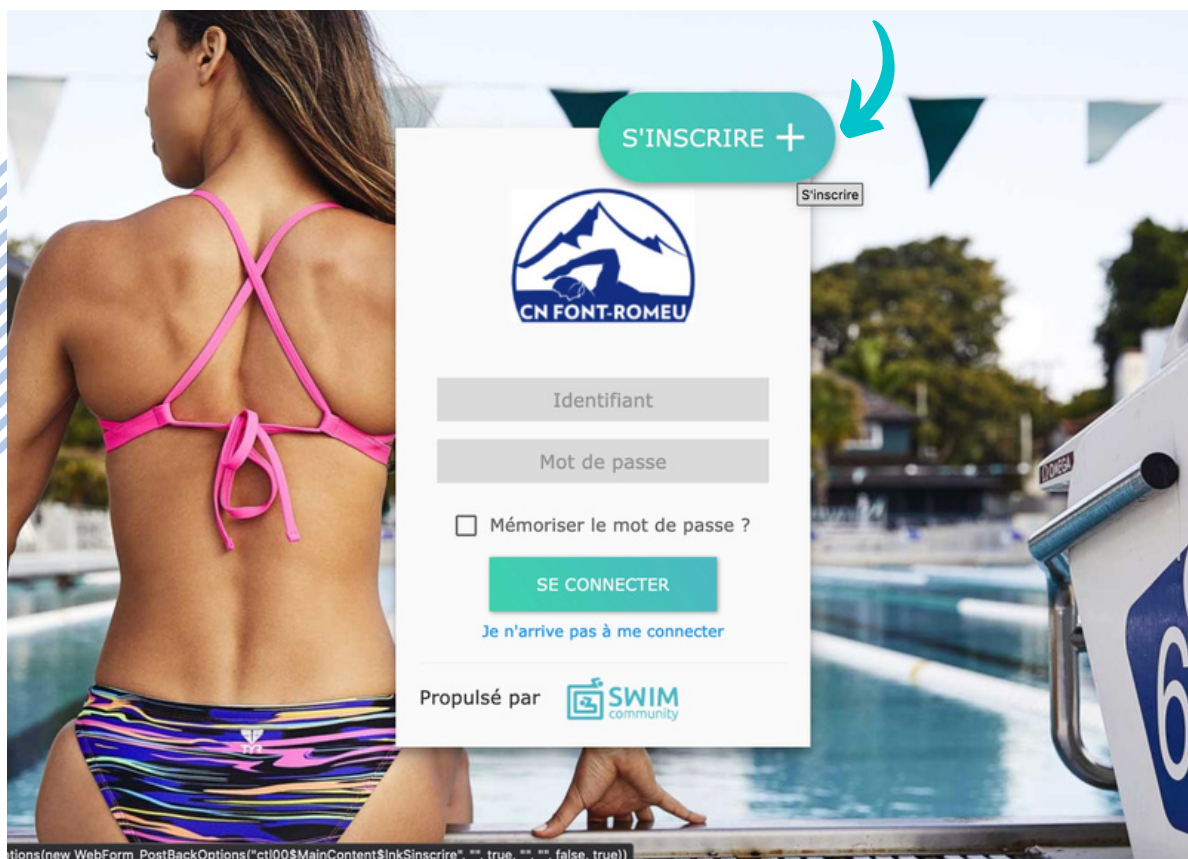 S'INSCRIRE +
S'inscrire
CN FONT-ROMEU
Identifiant
Mot de passe
Mémoriser le mot de passe ?
SE CONNECTER
Je n'arrive pas à me connecter
Propulsé par SWIM
community
TYR
OMEGA
6
ntions(new WebForm_PostBackOptions("ctl00$MainContent$lnkSinscrire", "", true, "", "", false, true))